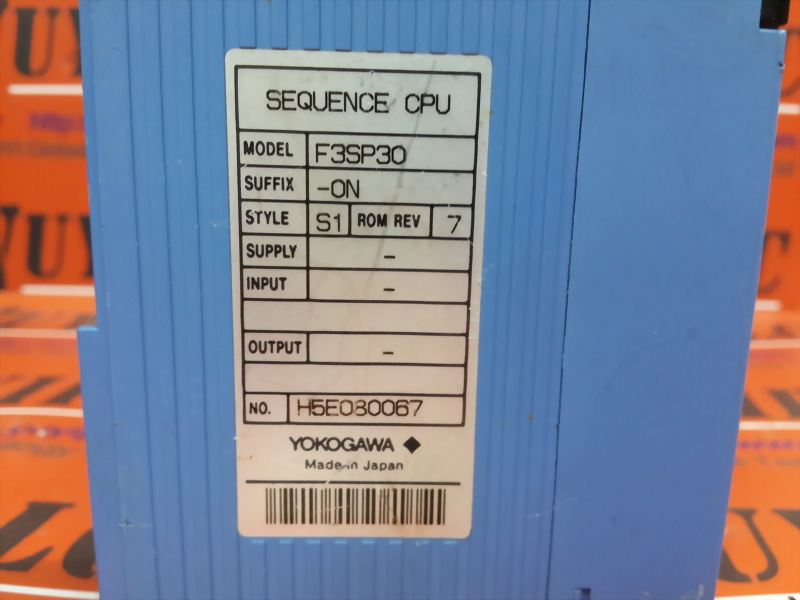 SEQUENCE CPU
MODEL F3SP30
SUFFIX -0N
STYLE S1 ROM REV 7
SUPPLY -
INPUT -
OUTPUT -
NO. H5E080067
YOKOGAWA ◆
Made in Japan